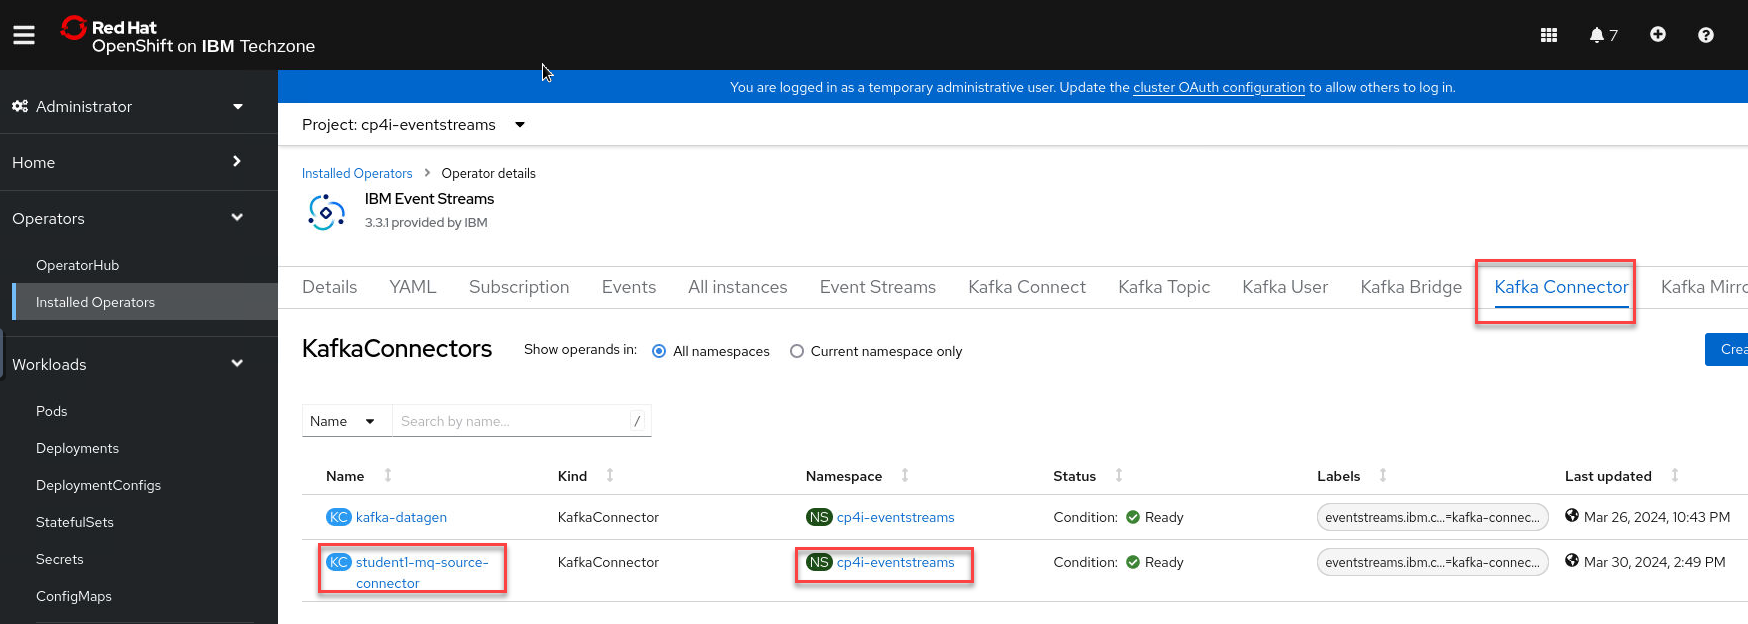 Red Hat
OpenShift on IBM Techzone
7
You are logged in as a temporary administrative user. Update the cluster OAuth configuration to allow others to log in.
Administrator
Home
Operators
OperatorHub
Installed Operators
Workloads
Pods
Deployments
DeploymentConfigs
StatefulSets
Secrets
ConfigMaps
Project: cp4i-eventstreams
Installed Operators > Operator details
IBM Event Streams
3.3.1 provided by IBM
Details YAML Subscription Events All instances Event Streams Kafka Connect Kafka Topic Kafka User Kafka Bridge Kafka Connector Kafka Mirro
KafkaConnectors Show operands in: All namespaces Current namespace only Crea
Name Search by name... /
Name Kind Namespace Status Labels Last updated
KC kafka-datagen KafkaConnector NS cp4i-eventstreams Condition: Ready eventstreams.ibm.c...=kafka-connec... Mar 26, 2024, 10:43 PM
KC student1-mq-source- KafkaConnector NS cp4i-eventstreams Condition: Ready eventstreams.ibm.c...=kafka-connec... Mar 30, 2024, 2:49 PM
connector